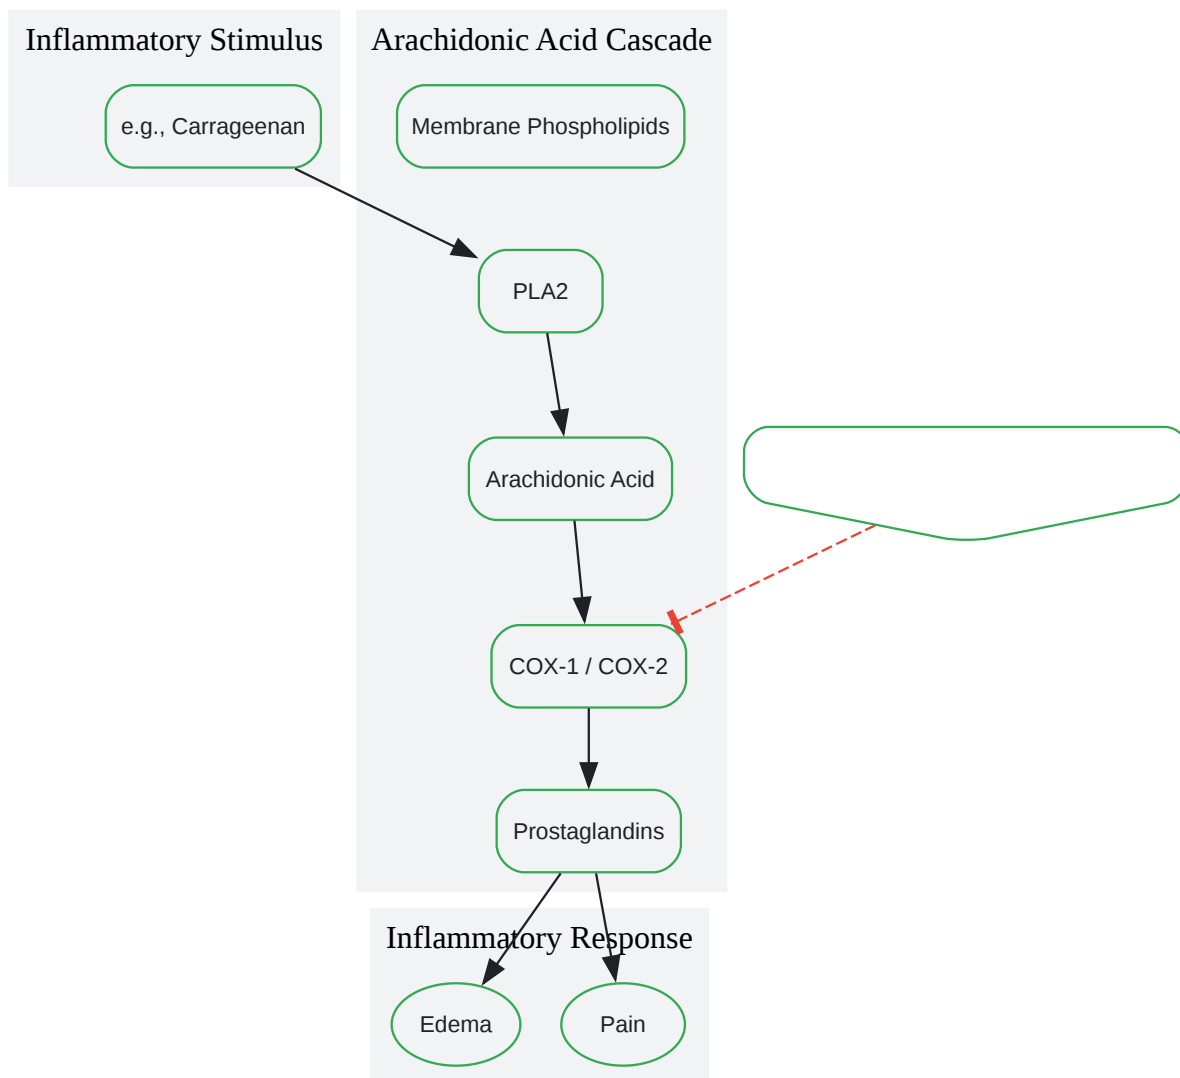 Inflammatory Stimulus
Arachidonic Acid Cascade
e.g., Carrageenan
Membrane Phospholipids
PLA2
Arachidonic Acid
COX-1 / COX-2
Prostaglandins
Inflammatory Response
Edema
Pain